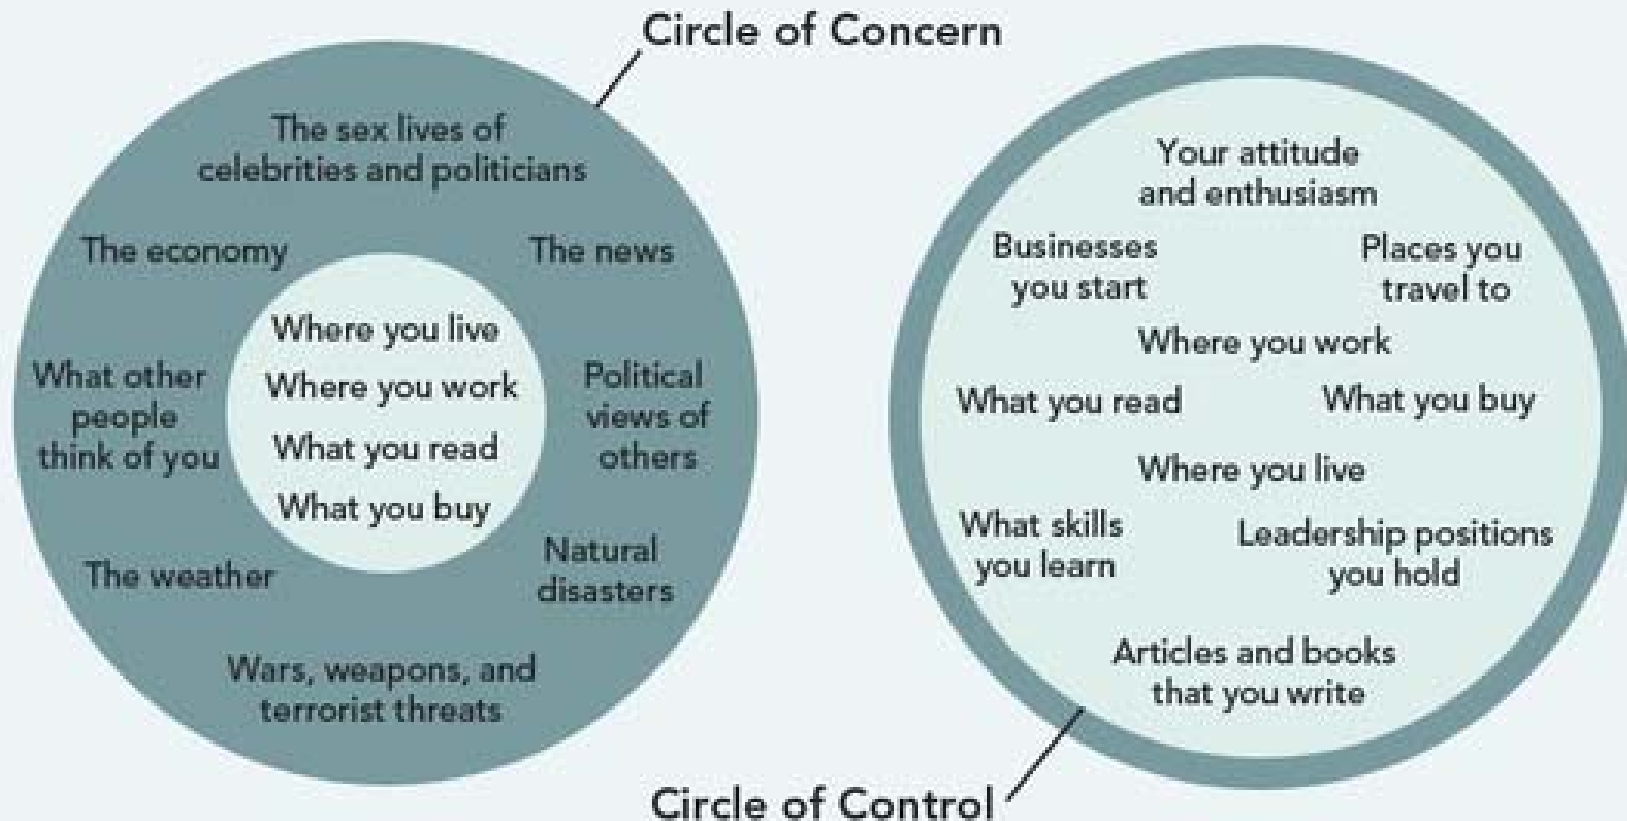 Circle of Concern
The sex lives of
celebrities and politicians
The economy
The news
Where you live
Where you work
What you read
What you buy
What other
people
think of you
Political
views of
others
The weather
Natural
disasters
Wars, weapons, and
terrorist threats
Your attitude
and enthusiasm
Businesses
you start
Places you
travel to
Where you work
What you read
What you buy
Where you live
What skills
you learn
Leadership positions
you hold
Articles and books
that you write
Circle of Control